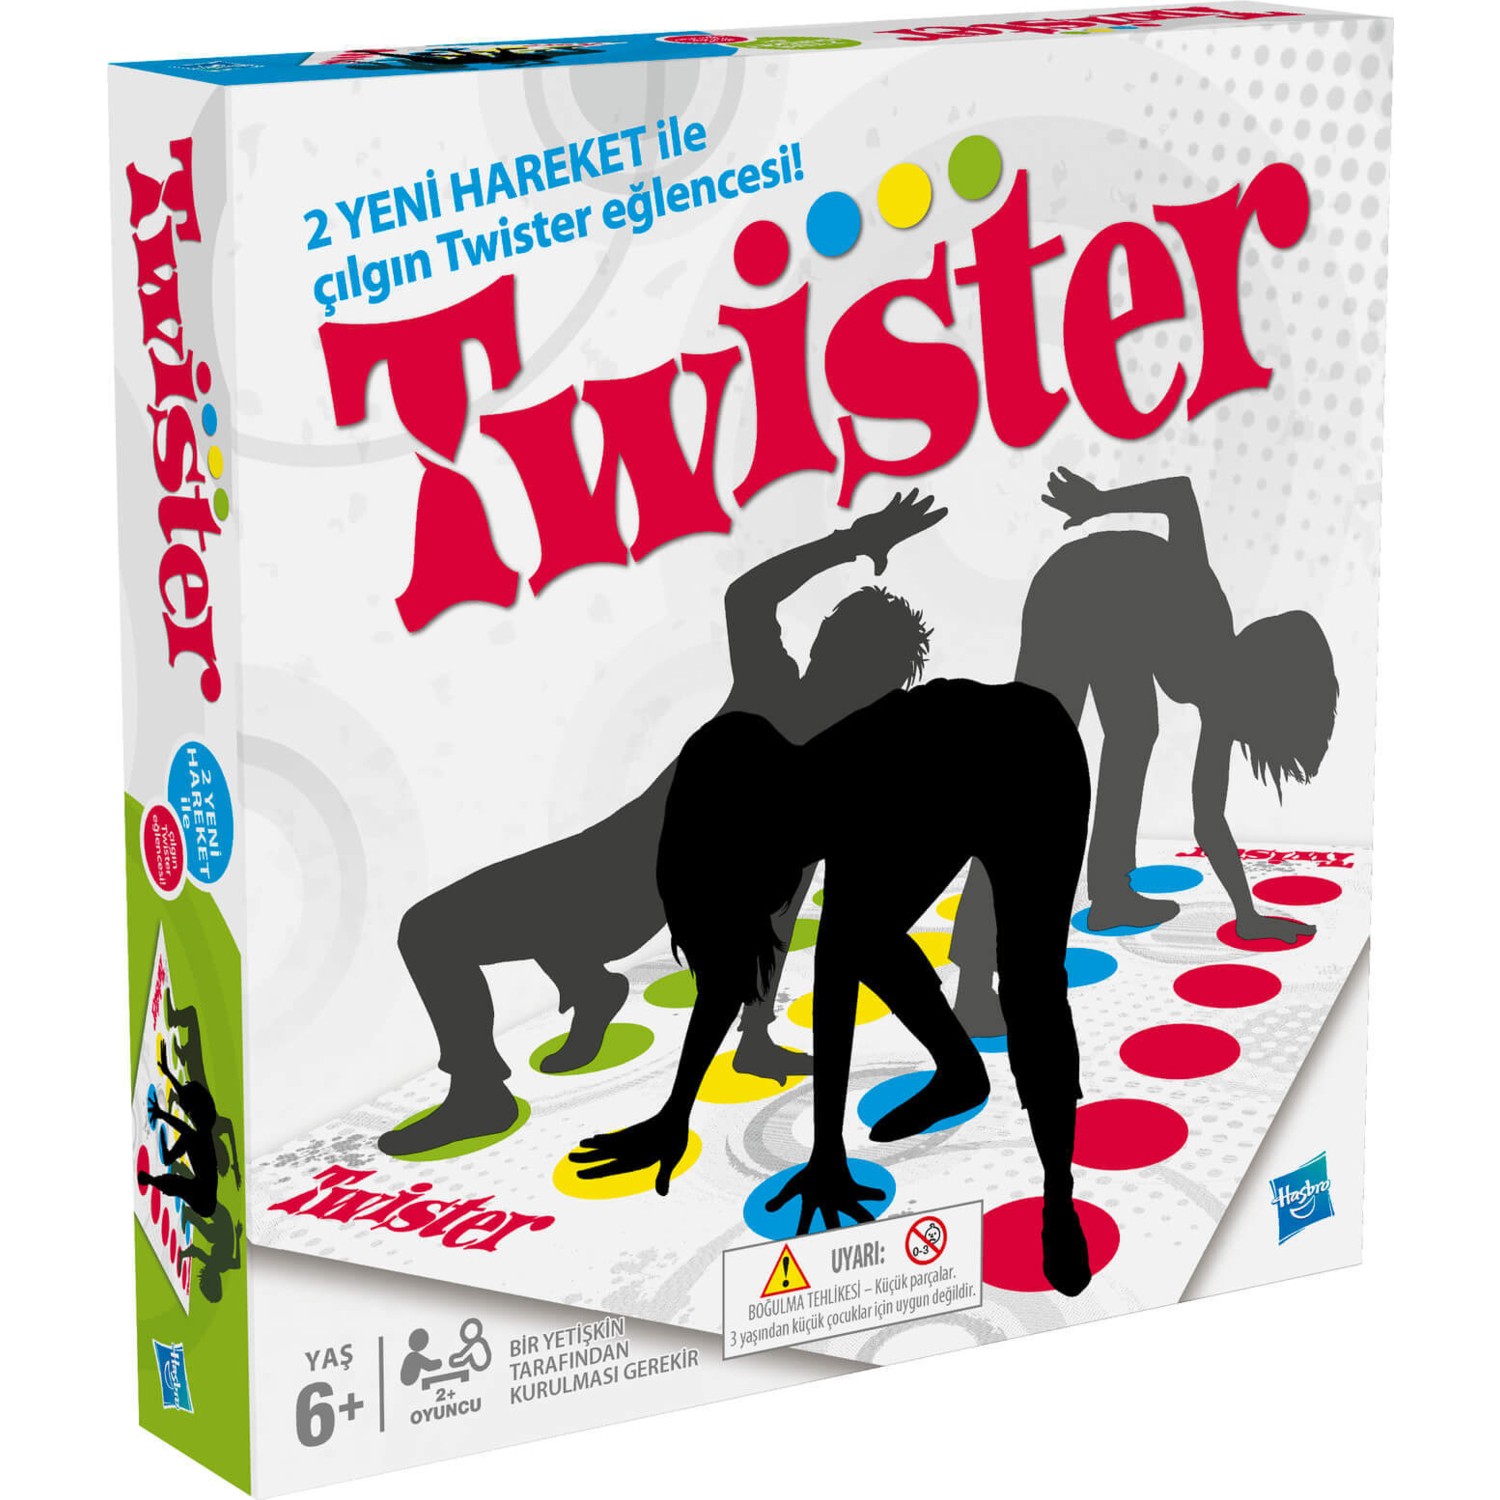 Twister
2 YENİ HAREKET ile
çılgın Twister eğlencesi!
Twister
Twister
2 YENİ
HAREKET
ile
çılgın
Twister
eğlencesi!
Twister
Twister
UYARI:
0-3
BOĞULMA TEHLİKESİ – Küçük parçalar.
3 yaşından küçük çocuklar için uygun değildir.
Hasbro
YAŞ
6+
2+
OYUNCU
BİR YETİŞKİN
TARAFINDAN
KURULMASI GEREKİR
Hasbro